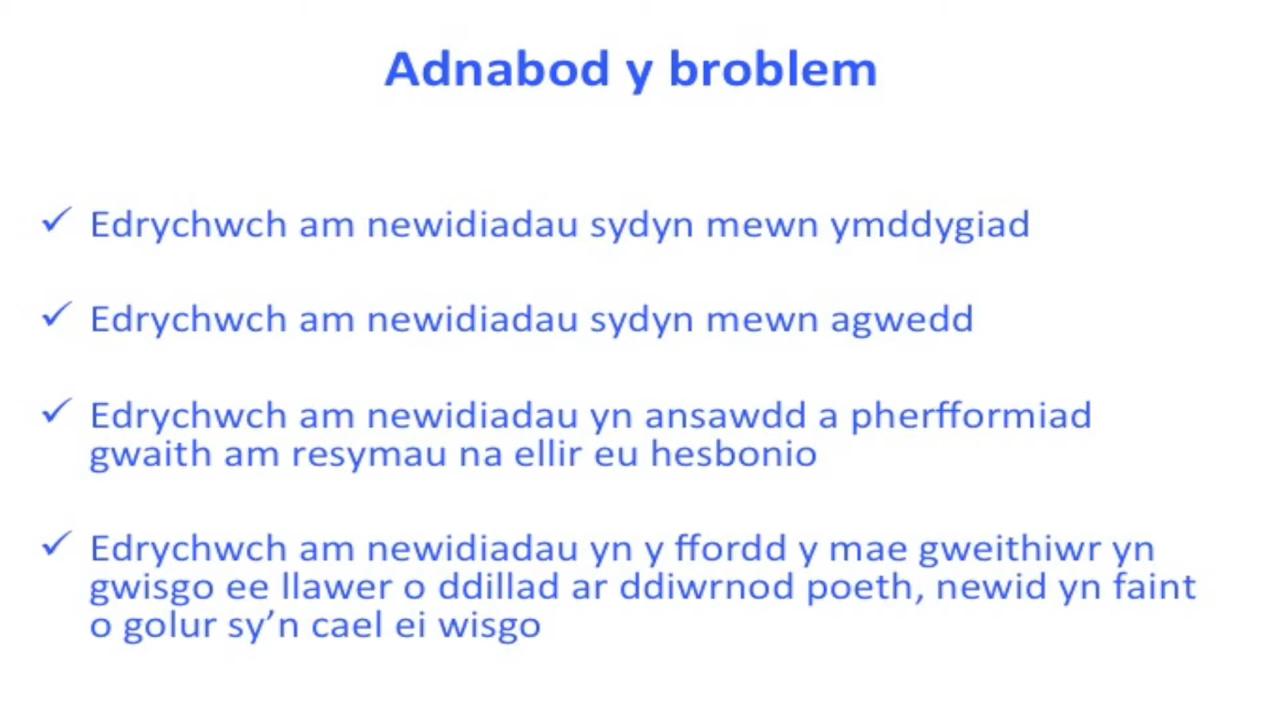 Adnabod y broblem
✓ Edrychwch am newidiadau sydyn mewn ymddygiad
✓ Edrychwch am newidiadau sydyn mewn agwedd
✓ Edrychwch am newidiadau yn ansawdd a pherfformiad
gwaith am resymau na ellir eu hesbonio
✓ Edrychwch am newidiadau yn y ffordd y mae gweithiwr yn
gwisgo ee llawer o ddillad ar ddiwrnod poeth, newid yn faint
o golur sy’n cael ei wisgo